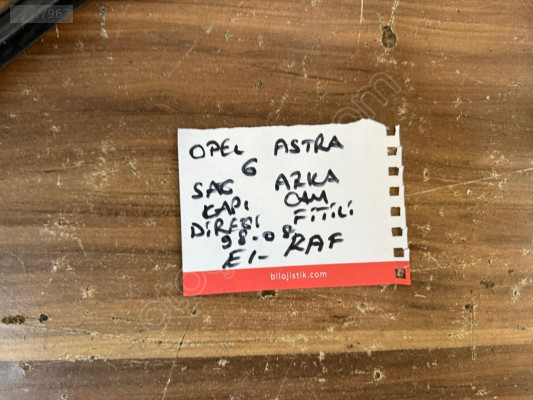 OPEL ASTRA
G
SAĞ ARKA
KAPI CAM
DİREĞİ FİTİLİ
98-08
E1- RAF
bilojistik.com